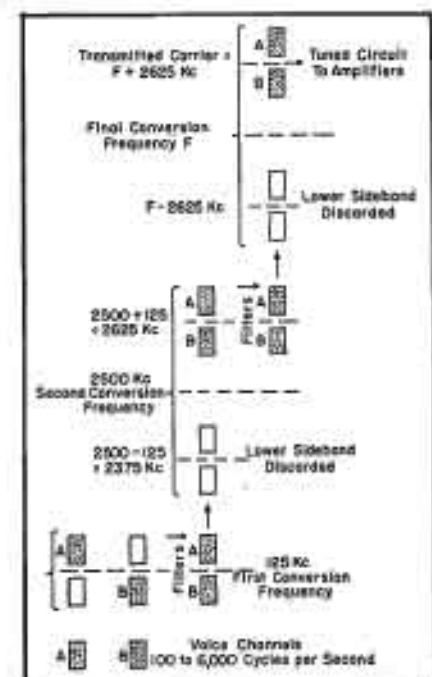 Transmitted Carrier =
F + 2625 Kc
A
B
Tuned Circuit
To Amplifiers
Final Conversion
Frequency F
F - 2625 Kc
Lower Sideband
Discarded
2500 + 125
= 2625 Kc
A
B
Filters
A
B
2500 Kc
Second Conversion
Frequency
2500 - 125
= 2375 Kc
Lower Sideband
Discarded
A
B
Filters
A
B
125 Kc
First Conversion
Frequency
A
B
Voice Channels
100 to 6,000 Cycles per Second